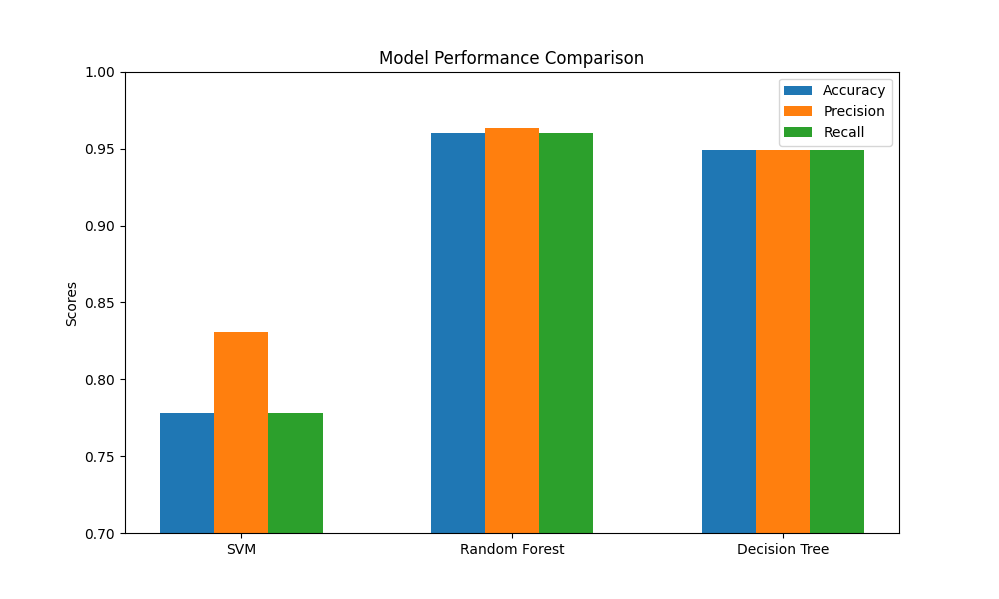 Model Performance Comparison
1.00
0.95
0.90
0.85
0.80
0.75
0.70
Scores
Accuracy
Precision
Recall
SVM
Random Forest
Decision Tree